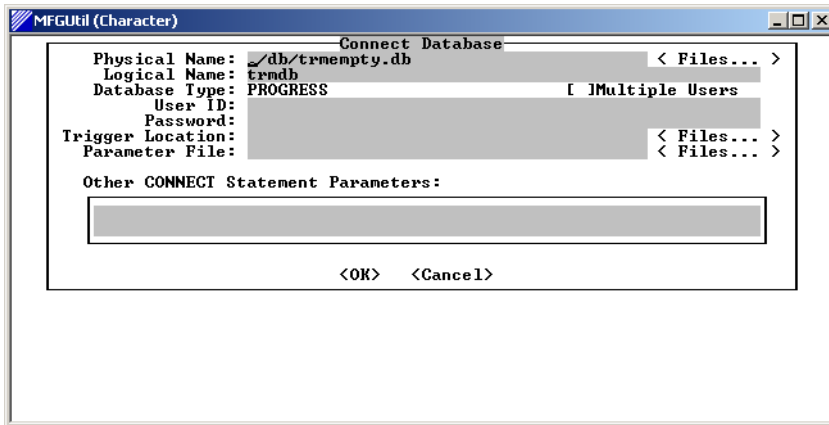 MFGUtil (Character)
Connect Database
Physical Name: ./db/trmempty.db < Files... >
Logical Name: trmdb
Database Type: PROGRESS [ ]Multiple Users
User ID:
Password:
Trigger Location: < Files... >
Parameter File: < Files... >
Other CONNECT Statement Parameters:
<OK> <Cancel>